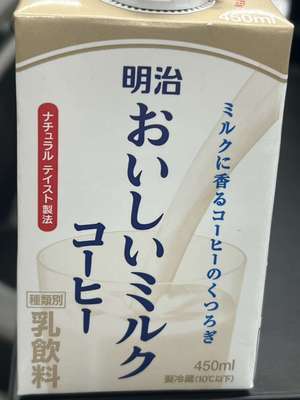 450ml
明治
おいしいミルク
コーヒー
ミルクに香るコーヒーのくつろぎ
ナチュラル テイスト製法
種類別
乳飲料
450ml
要冷蔵(10℃以下)